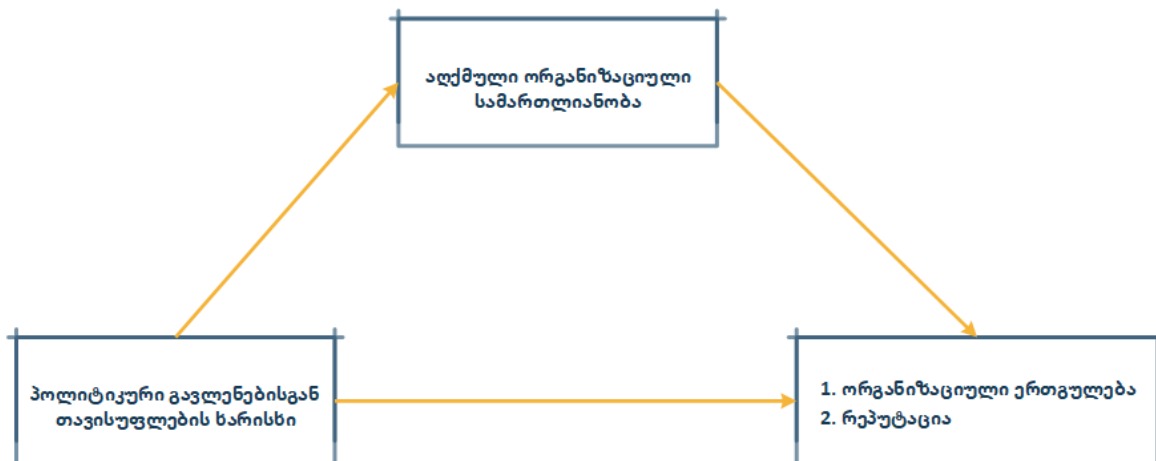 აღქმული ორგანიზაციული
სამართლიანობა
პოლიტიკური გავლენებისგან
თავისუფლების ხარისხი
1. ორგანიზაციული ერთგულება
2. რეპუტაცია